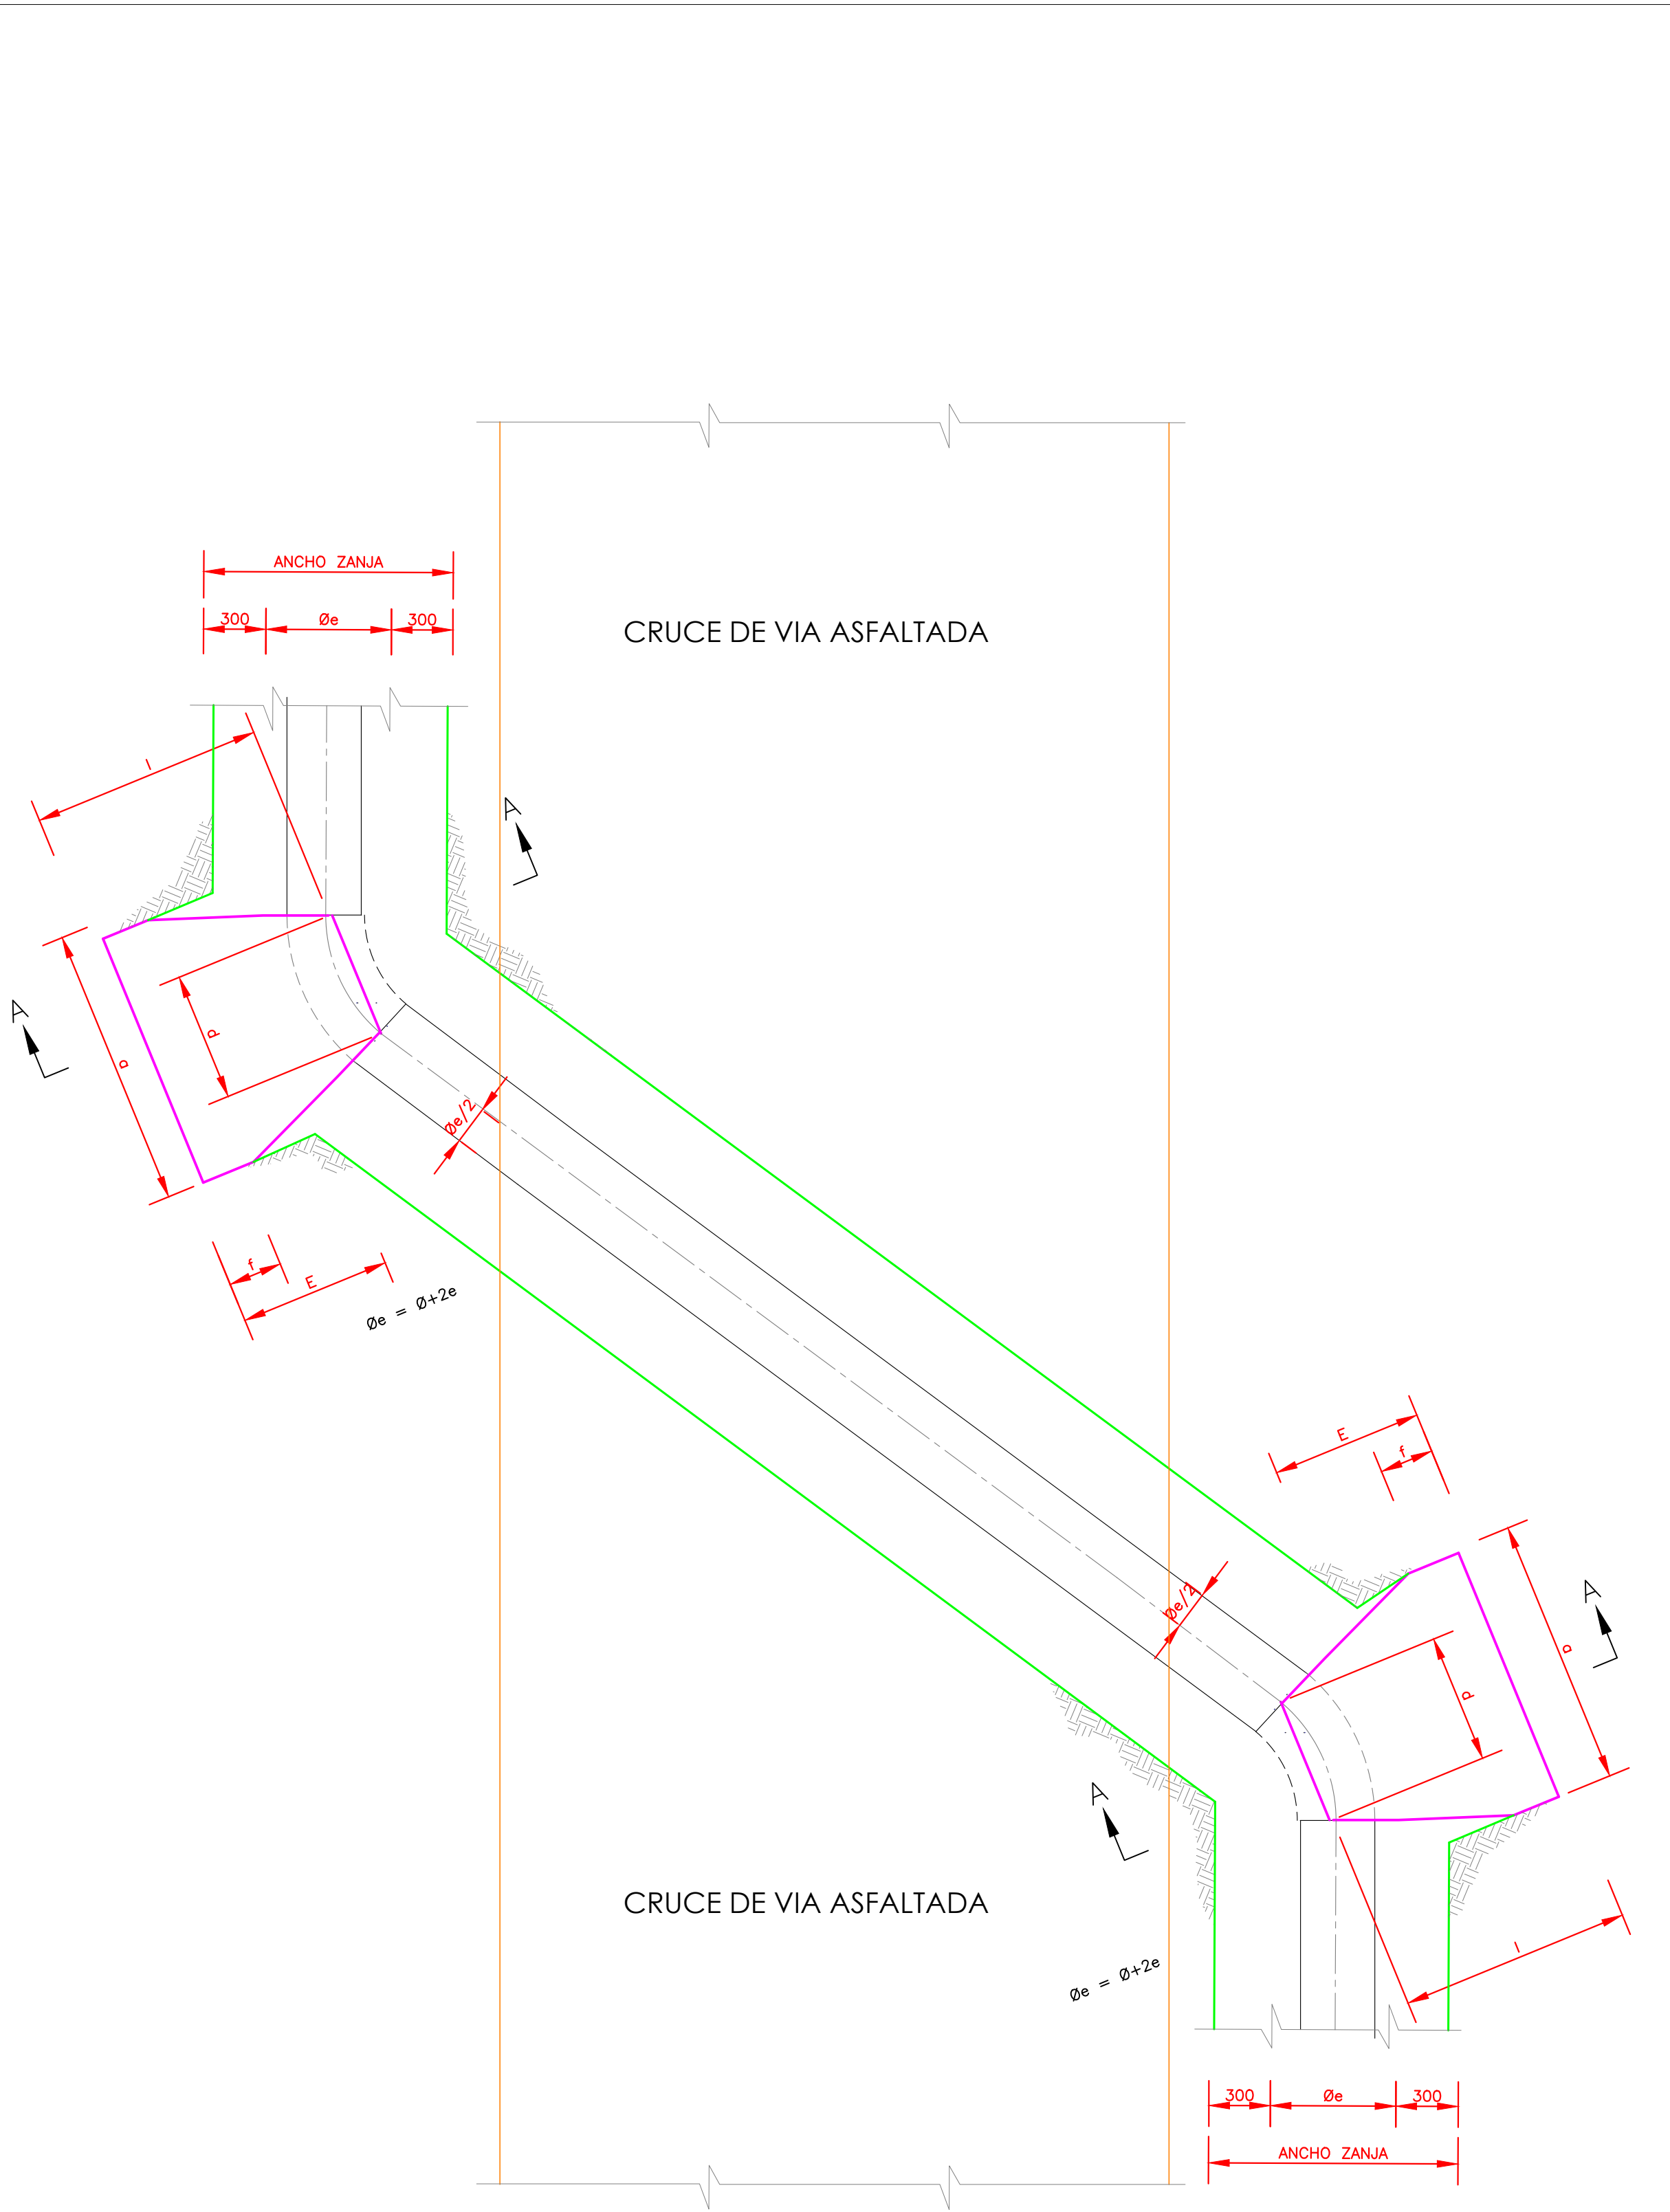 ANCHO ZANJA
300 Øe 300
CRUCE DE VIA ASFALTADA
l
A
A
d
a
Øe/2
f
E
Øe = Ø+2e
E
f
Øe/2
A
a
d
A
CRUCE DE VIA ASFALTADA
l
Øe = Ø+2e
300 Øe 300
ANCHO ZANJA